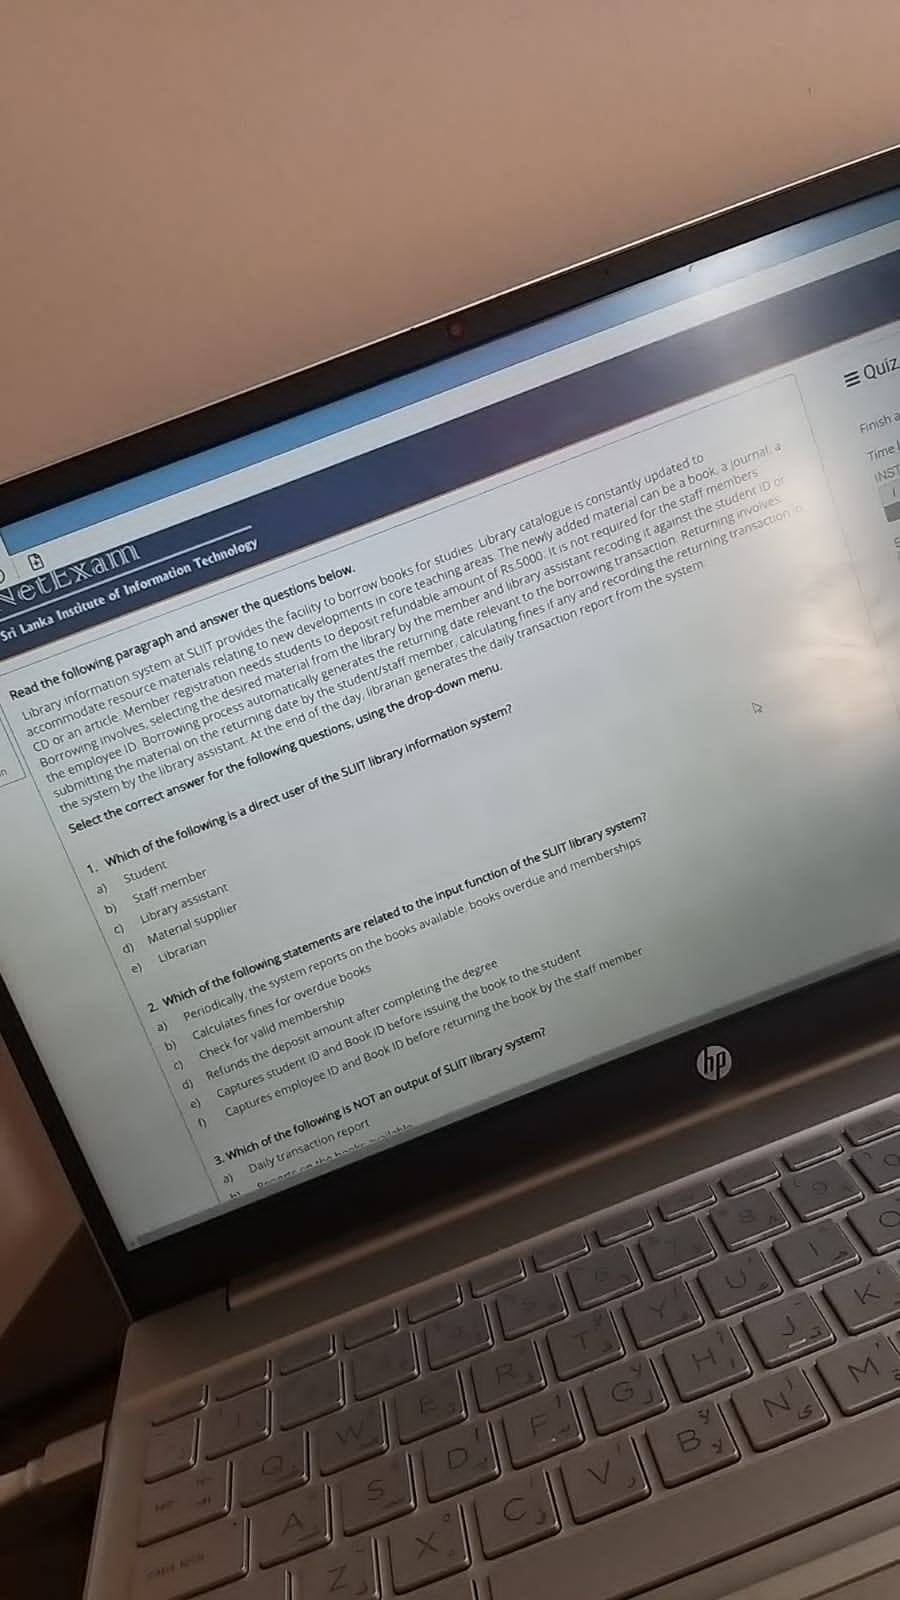 NetExam
Sri Lanka Institute of Information Technology
Quiz
Finish a
Time l
INST
1
Read the following paragraph and answer the questions below.
Library Information system at SLIIT provides the facility to borrow books for studies. Library catalogue is constantly updated to
accommodate resource materials relating to new developments in core teaching areas. The newly added material can be a book, a journal, a
CD or an article. Member registration needs students to deposit refundable amount of Rs.5000. It is not required for the staff members.
Borrowing involves, selecting the desired material from the library by the member and library assistant recoding it against the student ID or
the employee ID. Borrowing process automatically generates the returning date relevant to the borrowing transaction. Returning involves,
submitting the material on the returning date by the student/staff member, calculating fines if any and recording the returning transaction in
the system by the library assistant. At the end of the day, librarian generates the daily transaction report from the system.
Select the correct answer for the following questions, using the drop-down menu.
1. Which of the following is a direct user of the SLIIT library information system?
a) Student
b) Staff member
c) Library assistant
d) Material supplier
e) Librarian
2. Which of the following statements are related to the input function of the SLIIT library system?
a) Periodically, the system reports on the books available, books overdue and memberships
b) Calculates fines for overdue books
c) Check for valid membership
d) Refunds the deposit amount after completing the degree
e) Captures student ID and Book ID before issuing the book to the student
f) Captures employee ID and Book ID before returning the book by the staff member
3. Which of the following is NOT an output of SLIIT library system?
a) Daily transaction report
b) Reports on the books available
hp
8 9
Q W E R T Y U I O
A S D F G H J K
Z X C V B N M